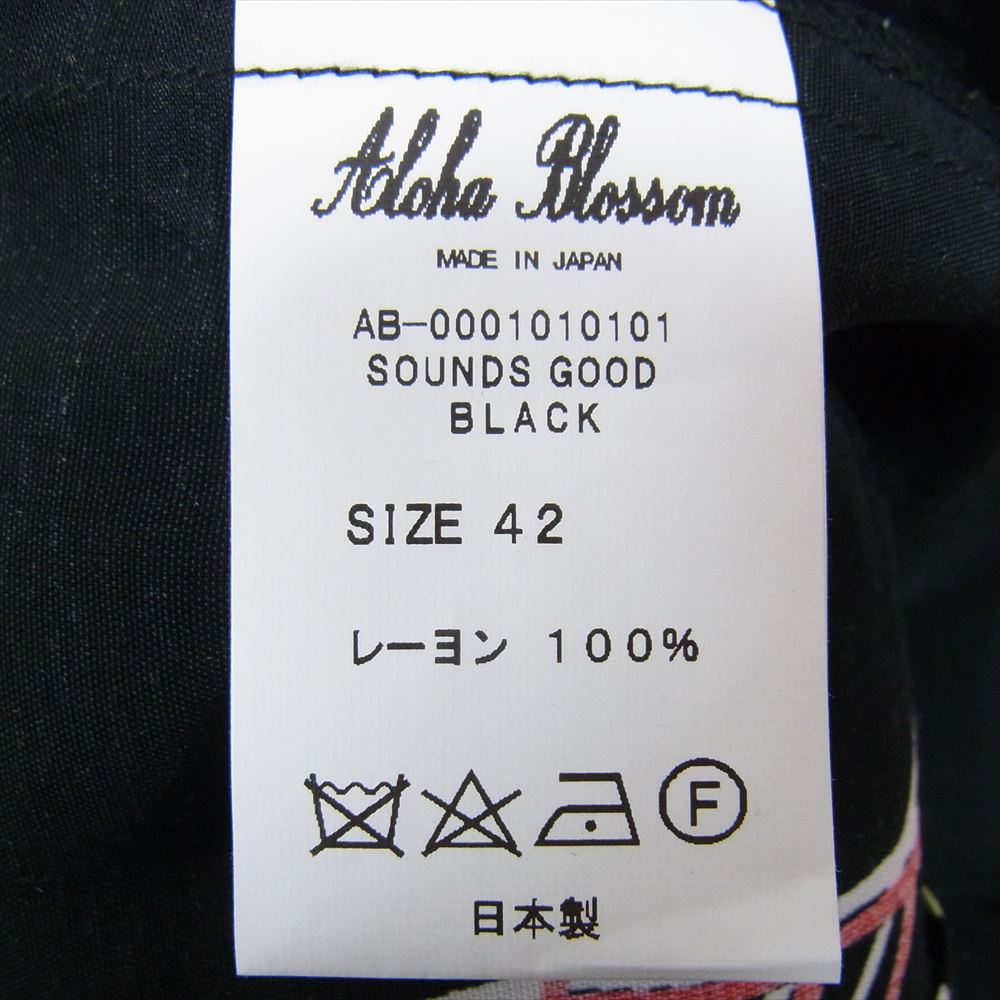 Aloha Blossom
MADE IN JAPAN
AB-0001010101
SOUNDS GOOD
BLACK
SIZE 42
レーヨン 100%
F
日本製